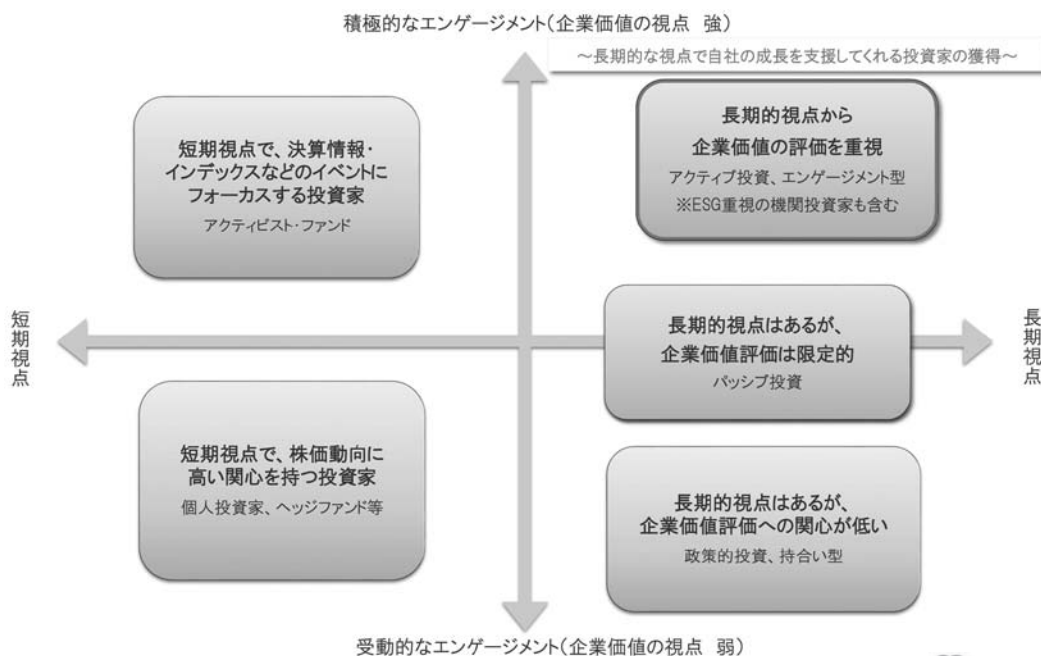 積極的なエンゲージメント(企業価値の視点 強)
～長期的な視点で自社の成長を支援してくれる投資家の獲得～
短期視点で、決算情報・
インデックスなどのイベントに
フォーカスする投資家
アクティビスト・ファンド
長期的視点から
企業価値の評価を重視
アクティブ投資、エンゲージメント型
※ESG重視の機関投資家も含む
短期視点
長期的視点はあるが、
企業価値評価は限定的
パッシブ投資
長期視点
短期視点で、株価動向に
高い関心を持つ投資家
個人投資家、ヘッジファンド等
長期的視点はあるが、
企業価値評価への関心が低い
政策的投資、持合い型
受動的なエンゲージメント(企業価値の視点 弱)